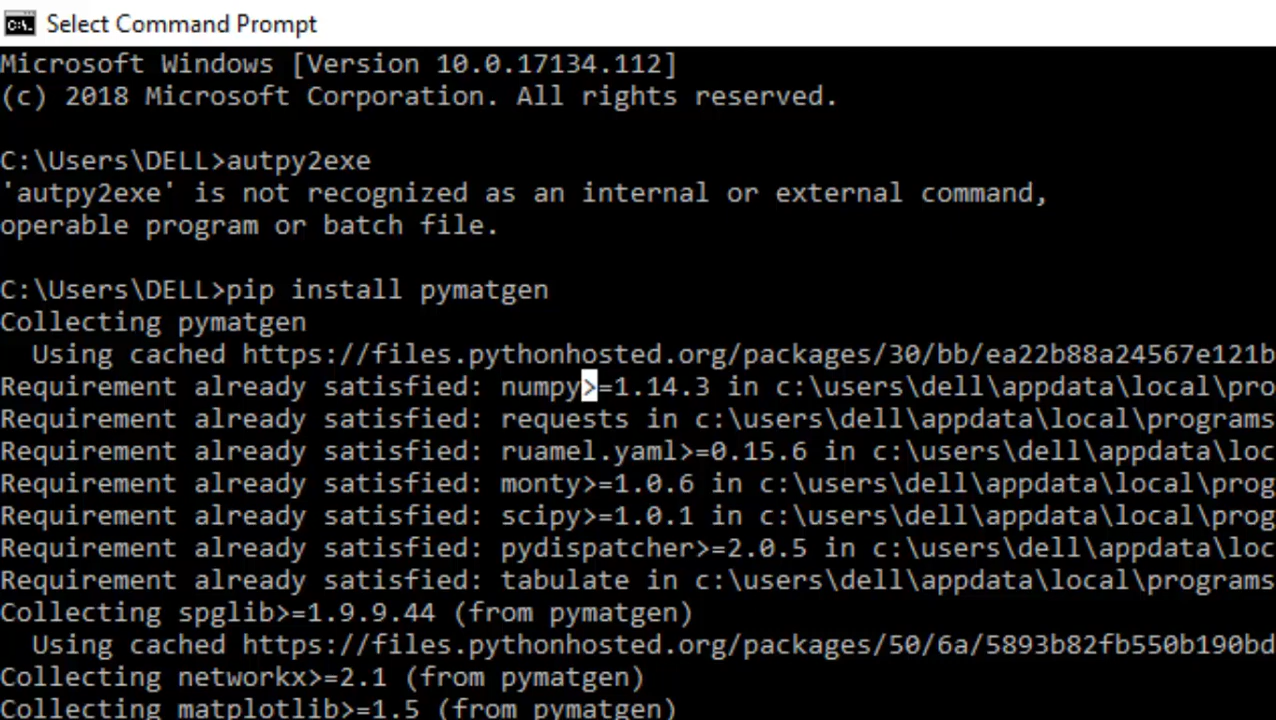 Select Command Prompt
Microsoft Windows [Version 10.0.17134.112]
(c) 2018 Microsoft Corporation. All rights reserved.
C:\Users\DELL>autpy2exe
'autpy2exe' is not recognized as an internal or external command,
operable program or batch file.
C:\Users\DELL>pip install pymatgen
Collecting pymatgen
Using cached https://files.pythonhosted.org/packages/30/bb/ea22b88a24567e121b
Requirement already satisfied: numpy>=1.14.3 in c:\users\dell\appdata\local\pro
Requirement already satisfied: requests in c:\users\dell\appdata\local\programs
Requirement already satisfied: ruamel.yaml>=0.15.6 in c:\users\dell\appdata\loc
Requirement already satisfied: monty>=1.0.6 in c:\users\dell\appdata\local\prog
Requirement already satisfied: scipy>=1.0.1 in c:\users\dell\appdata\local\prog
Requirement already satisfied: pydispatcher>=2.0.5 in c:\users\dell\appdata\loc
Requirement already satisfied: tabulate in c:\users\dell\appdata\local\programs
Collecting spglib>=1.9.9.44 (from pymatgen)
Using cached https://files.pythonhosted.org/packages/50/6a/5893b82fb550b190bd
Collecting networkx>=2.1 (from pymatgen)
Collecting matplotlib>=1.5 (from pymatgen)